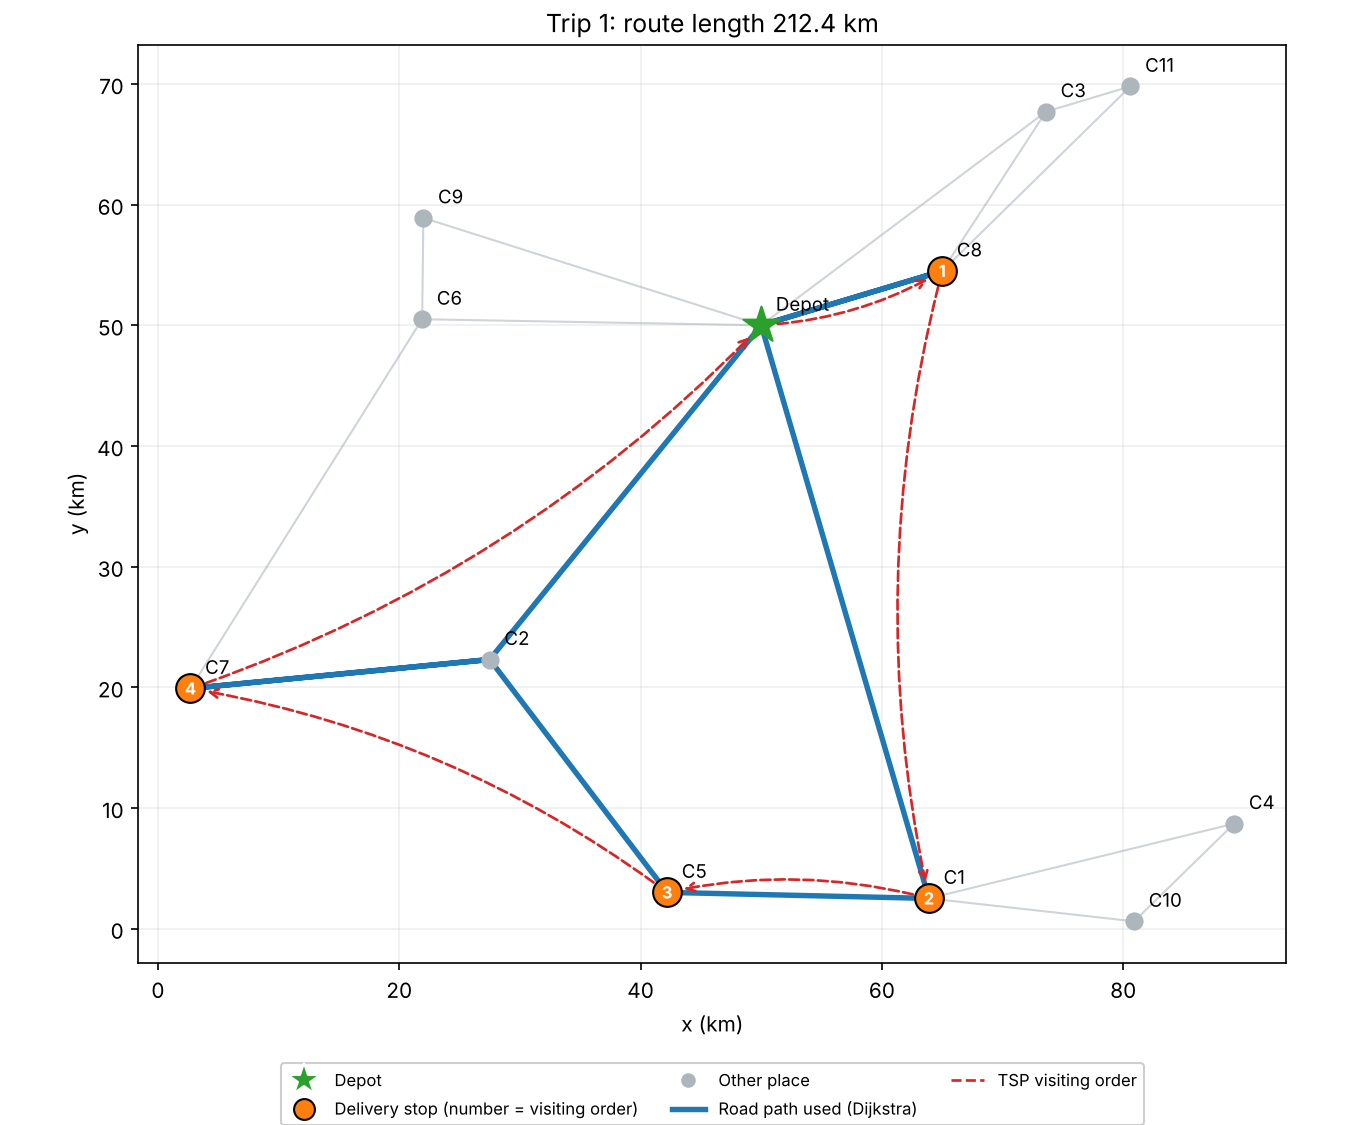 Trip 1: route length 212.4 km
C11
C3
C9
C8
C6
Depot
C2
C7
C4
C5
C1
C10
1
2
3
4
70
60
50
40
30
20
10
0
y (km)
0 20 40 60 80
x (km)
Depot
Delivery stop (number = visiting order)
Other place
Road path used (Dijkstra)
TSP visiting order